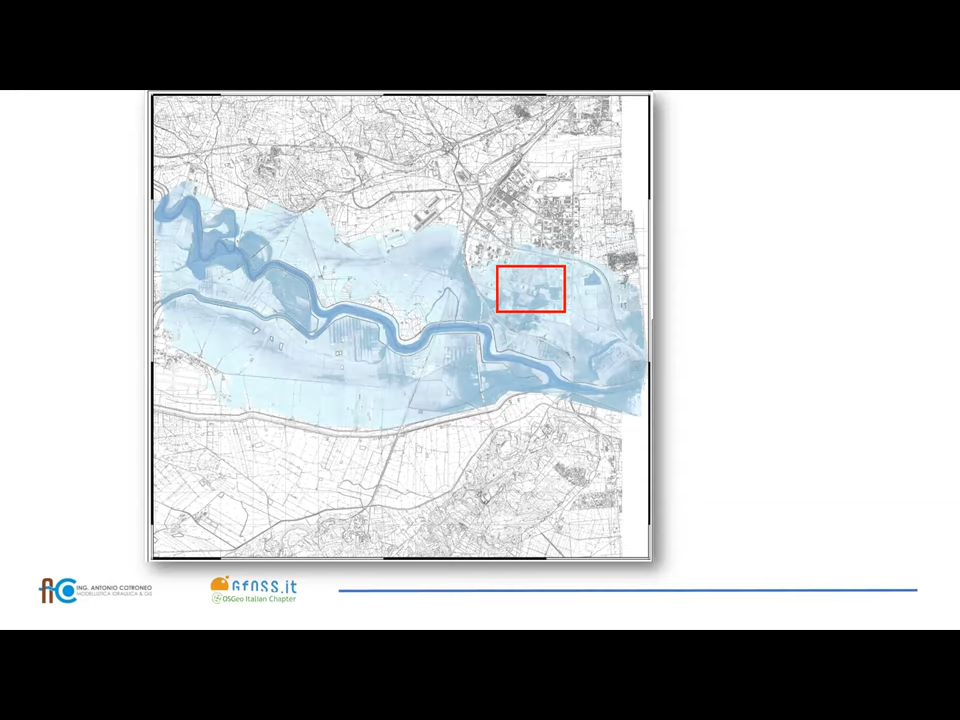 ING. ANTONIO COTRONEO
MODELLISTICA IDRAULICA & GIS
GFOSS.it
OSGeo Italian Chapter